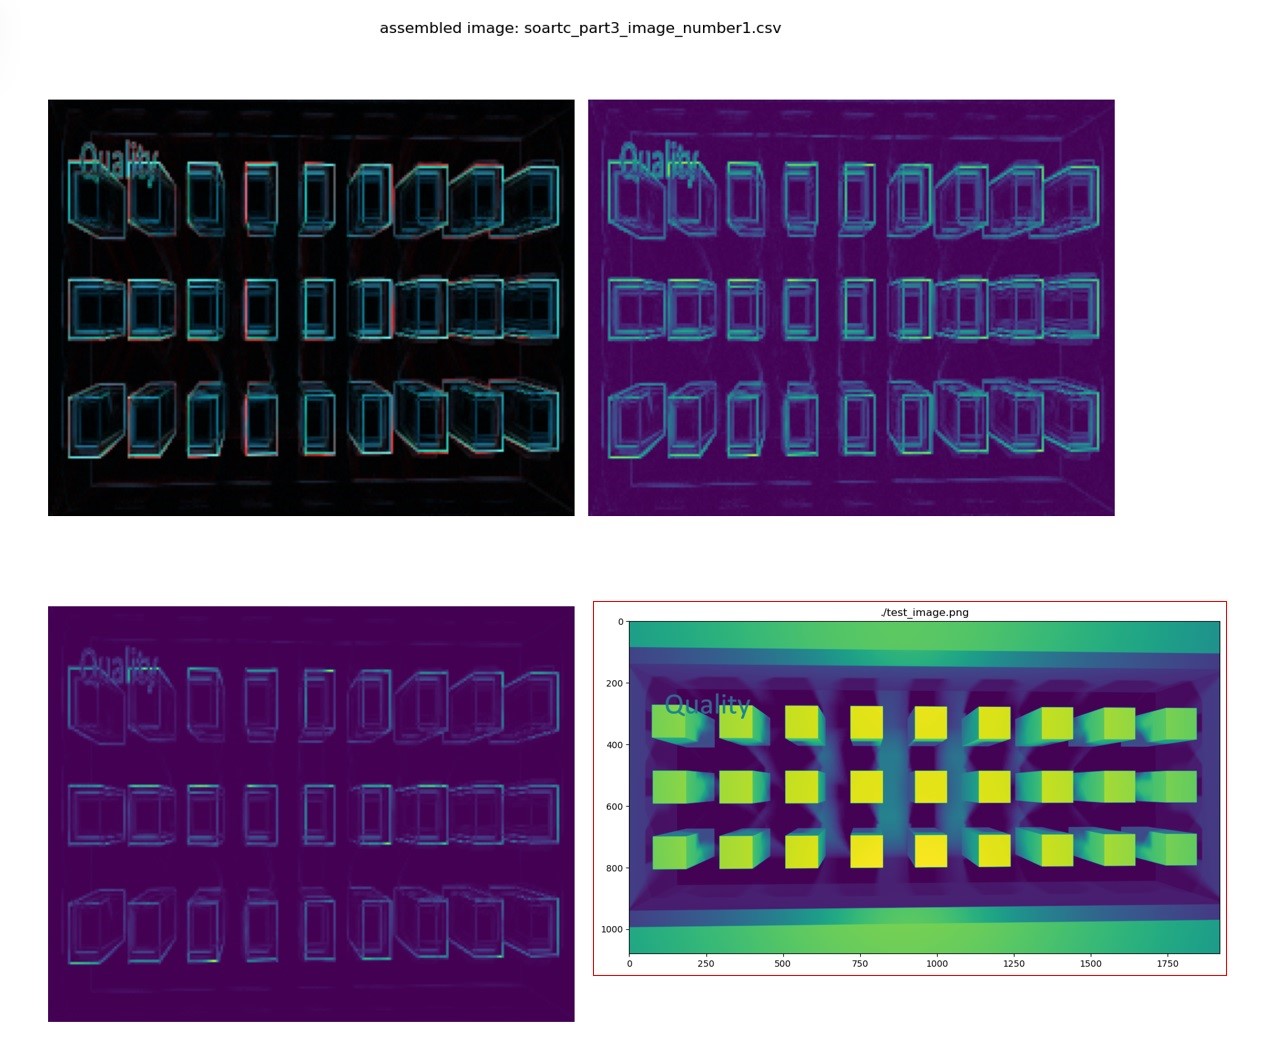 assembled image: soartc_part3_image_number1.csv
Quality
Quality
Quality
./test_image.png
0
200
400
600
800
1000
Quality
0 250 500 750 1000 1250 1500 1750